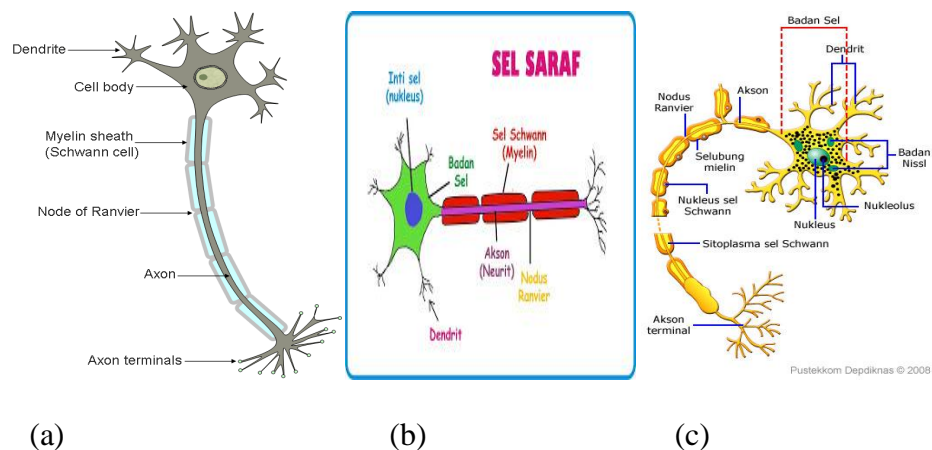 Dendrite
Cell body
Myelin sheath
(Schwann cell)
Node of Ranvier
Axon
Axon terminals
SEL SARAF
Inti sel
(nukleus)
Badan
Sel
Sel Schwann
(Myelin)
Akson
(Neurit)
Nodus
Ranvier
Dendrit
Badan Sel
Dendrit
Nodus
Ranvier
Akson
Selubung
mielin
Badan
Nissl
Nukleus sel
Schwann
Nukleolus
Nukleus
Sitoplasma sel Schwann
Akson
terminal
Pustekkom Depdiknas © 2008
(a)
(b)
(c)